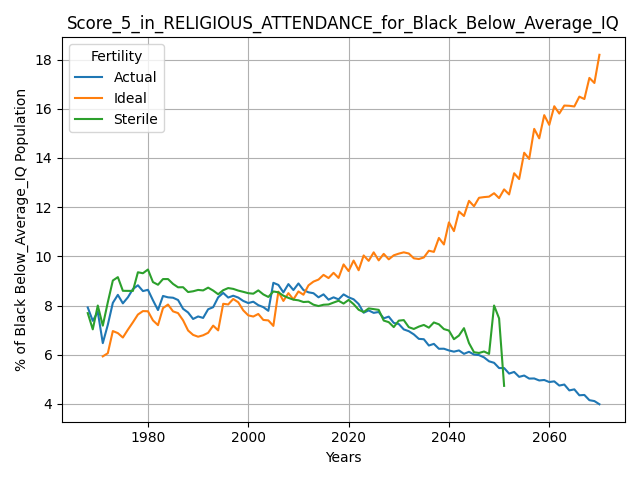 Score_5_in_RELIGIOUS_ATTENDANCE_for_Black_Below_Average_IQ
% of Black Below_Average_IQ Population
18
16
14
12
10
8
6
4
Fertility
Actual
Ideal
Sterile
1980
2000
2020
2040
2060
Years